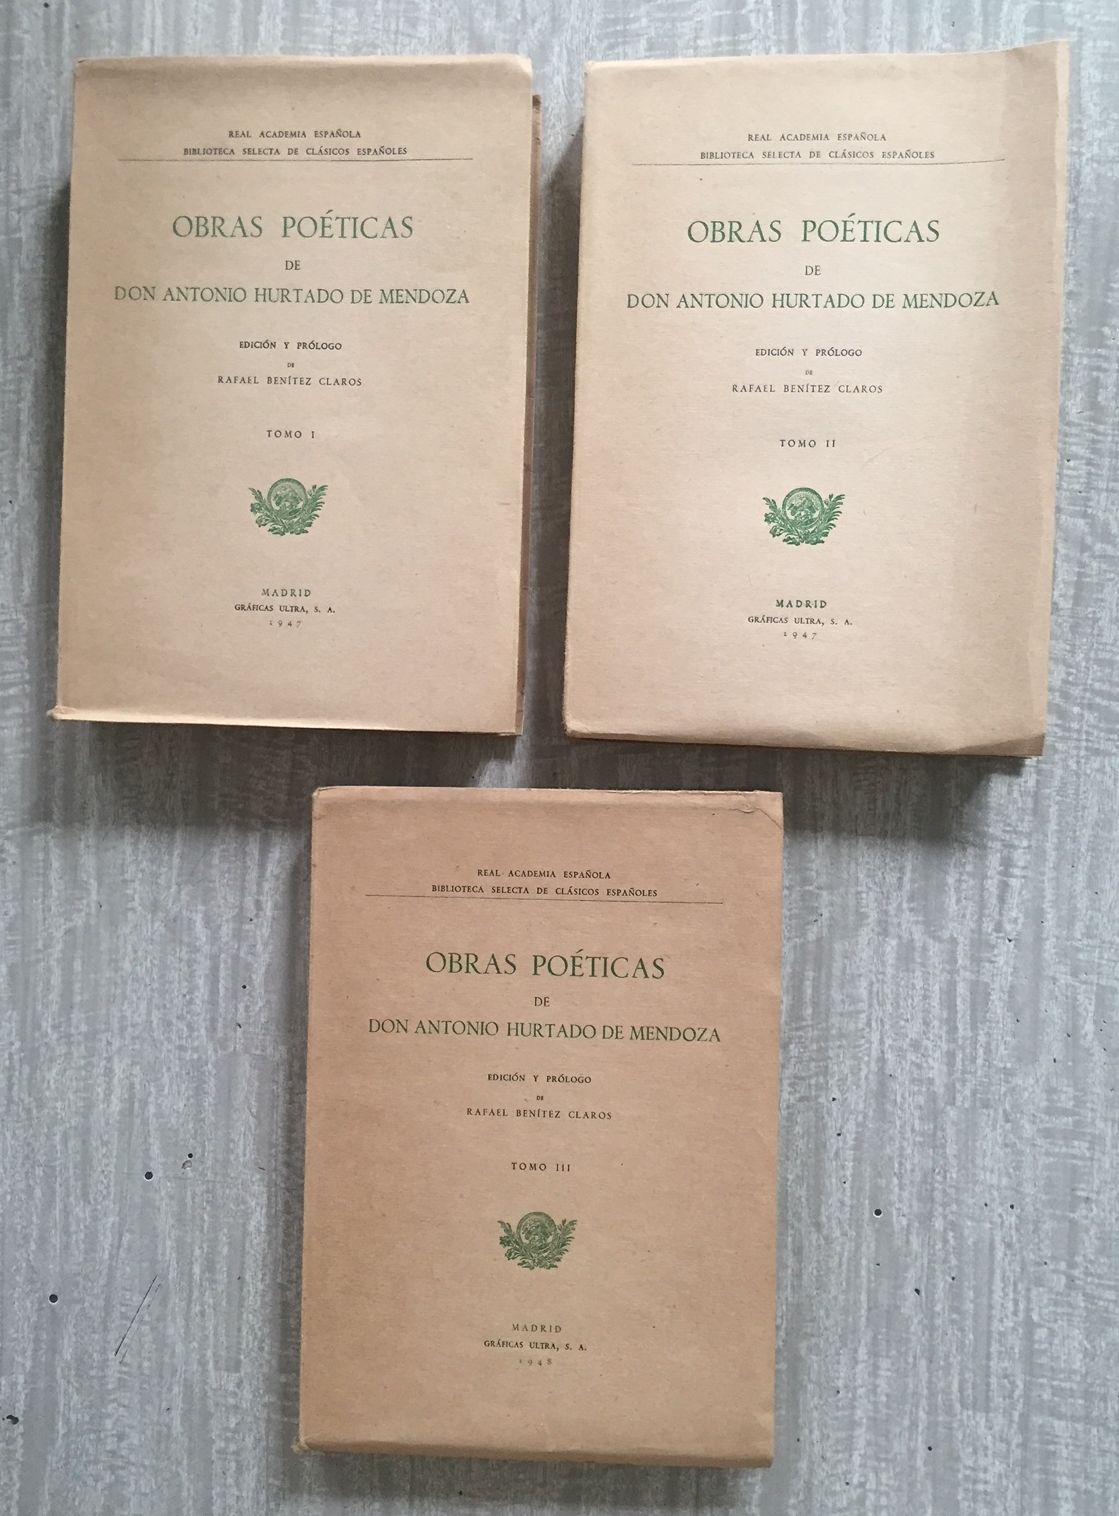 REAL ACADEMIA ESPAÑOLA
BIBLIOTECA SELECTA DE CLÁSICOS ESPAÑOLES
OBRAS POÉTICAS
DE
DON ANTONIO HURTADO DE MENDOZA
EDICIÓN Y PRÓLOGO
DE
RAFAEL BENÍTEZ CLAROS
TOMO I
MADRID
GRÁFICAS ULTRA, S. A.
1947
REAL ACADEMIA ESPAÑOLA
BIBLIOTECA SELECTA DE CLÁSICOS ESPAÑOLES
OBRAS POÉTICAS
DE
DON ANTONIO HURTADO DE MENDOZA
EDICIÓN Y PRÓLOGO
DE
RAFAEL BENÍTEZ CLAROS
TOMO II
MADRID
GRÁFICAS ULTRA, S. A.
1947
REAL ACADEMIA ESPAÑOLA
BIBLIOTECA SELECTA DE CLÁSICOS ESPAÑOLES
OBRAS POÉTICAS
DE
DON ANTONIO HURTADO DE MENDOZA
EDICIÓN Y PRÓLOGO
DE
RAFAEL BENÍTEZ CLAROS
TOMO III
MADRID
GRÁFICAS ULTRA, S. A.
1948